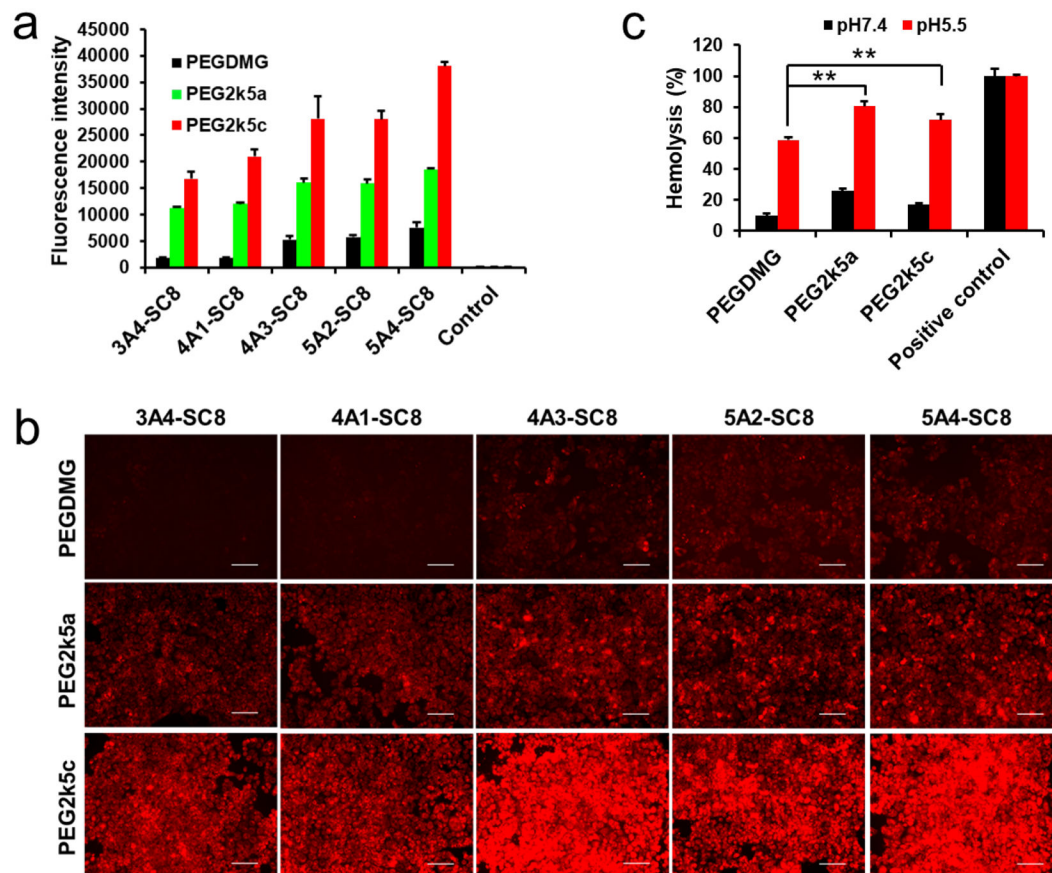 a
Fluorescence intensity
45000
40000
35000
30000
25000
20000
15000
10000
5000
0
PEGDMG
PEG2k5a
PEG2k5c
3A4-SC8
4A1-SC8
4A3-SC8
5A2-SC8
5A4-SC8
Control
c
pH7.4 pH5.5
Hemolysis (%)
120
100
80
60
40
20
0
**
**
PEGDMG
PEG2k5a
PEG2k5c
Positive control
b
3A4-SC8 4A1-SC8 4A3-SC8 5A2-SC8 5A4-SC8
PEGDMG
PEG2k5a
PEG2k5c